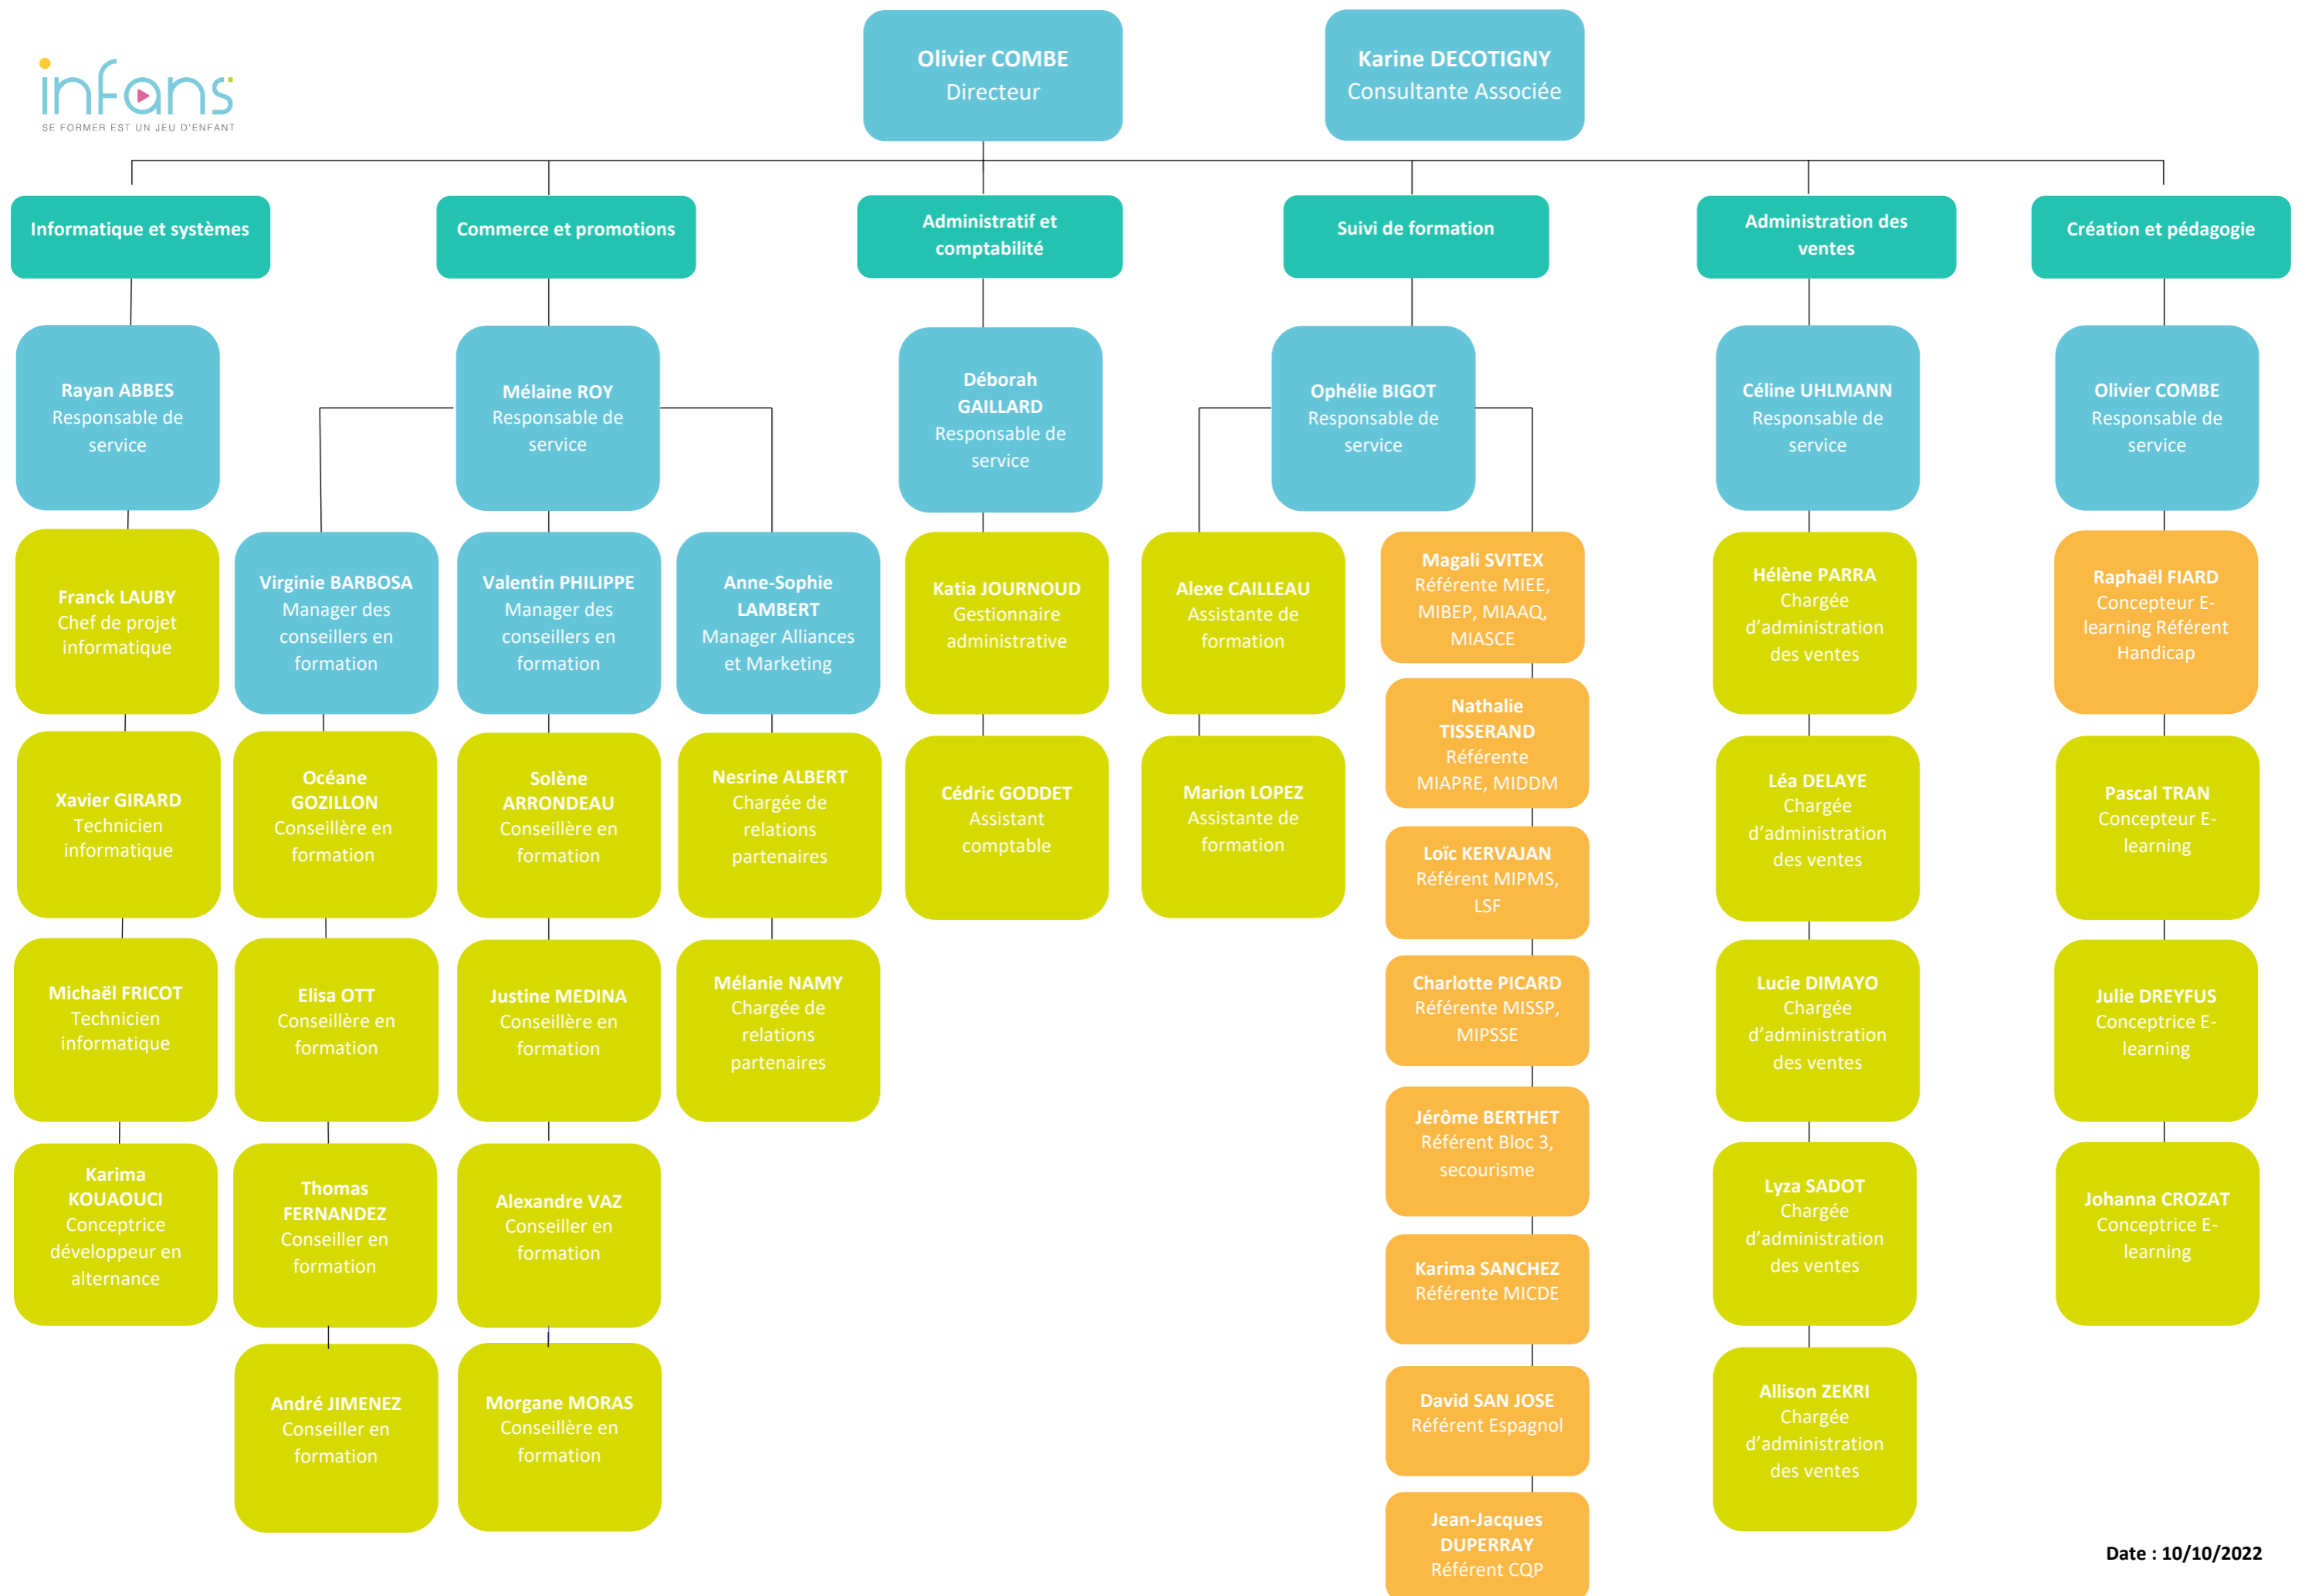 infans
SE FORMER EST UN JEU D'ENFANT
Olivier COMBE
Directeur
Karine DECOTIGNY
Consultante Associée
Informatique et systèmes
Commerce et promotions
Administratif et
comptabilité
Suivi de formation
Administration des
ventes
Création et pédagogie
Rayan ABBES
Responsable de
service
Mélaine ROY
Responsable de
service
Déborah
GAILLARD
Responsable de
service
Ophélie BIGOT
Responsable de
service
Céline UHLMANN
Responsable de
service
Olivier COMBE
Responsable de
service
Franck LAUBY
Chef de projet
informatique
Virginie BARBOSA
Manager des
conseillers en
formation
Valentin PHILIPPE
Manager des
conseillers en
formation
Anne-Sophie
LAMBERT
Manager Alliances
et Marketing
Katia JOURNOUD
Gestionnaire
administrative
Alexe CAILLEAU
Assistante de
formation
Magali SVITEX
Référente MIEE,
MIBEP, MIAAQ,
MIASCE
Hélène PARRA
Chargée
d’administration
des ventes
Raphaël FIARD
Concepteur E-
learning Référent
Handicap
Nathalie
TISSERAND
Référente
MIAPRE, MIDDM
Xavier GIRARD
Technicien
informatique
Océane
GOZILLON
Conseillère en
formation
Solène
ARRONDEAU
Conseillère en
formation
Nesrine ALBERT
Chargée de
relations
partenaires
Cédric GODDET
Assistant
comptable
Marion LOPEZ
Assistante de
formation
Loïc KERVAJAN
Référent MIPMS,
LSF
Léa DELAYE
Chargée
d’administration
des ventes
Pascal TRAN
Concepteur E-
learning
Michaël FRICOT
Technicien
informatique
Elisa OTT
Conseillère en
formation
Justine MEDINA
Conseillère en
formation
Mélanie NAMY
Chargée de
relations
partenaires
Charlotte PICARD
Référente MISSP,
MIPSSE
Lucie DIMAYO
Chargée
d’administration
des ventes
Julie DREYFUS
Conceptrice E-
learning
Jérôme BERTHET
Référent Bloc 3,
secourisme
Karima
KOUAOUCI
Conceptrice
développeur en
alternance
Thomas
FERNANDEZ
Conseiller en
formation
Alexandre VAZ
Conseiller en
formation
Karima SANCHEZ
Référente MICDE
Lyza SADOT
Chargée
d’administration
des ventes
Johanna CROZAT
Conceptrice E-
learning
André JIMENEZ
Conseiller en
formation
Morgane MORAS
Conseillère en
formation
David SAN JOSE
Référent Espagnol
Allison ZEKRI
Chargée
d’administration
des ventes
Jean-Jacques
DUPERRAY
Référent CQP
Date : 10/10/2022